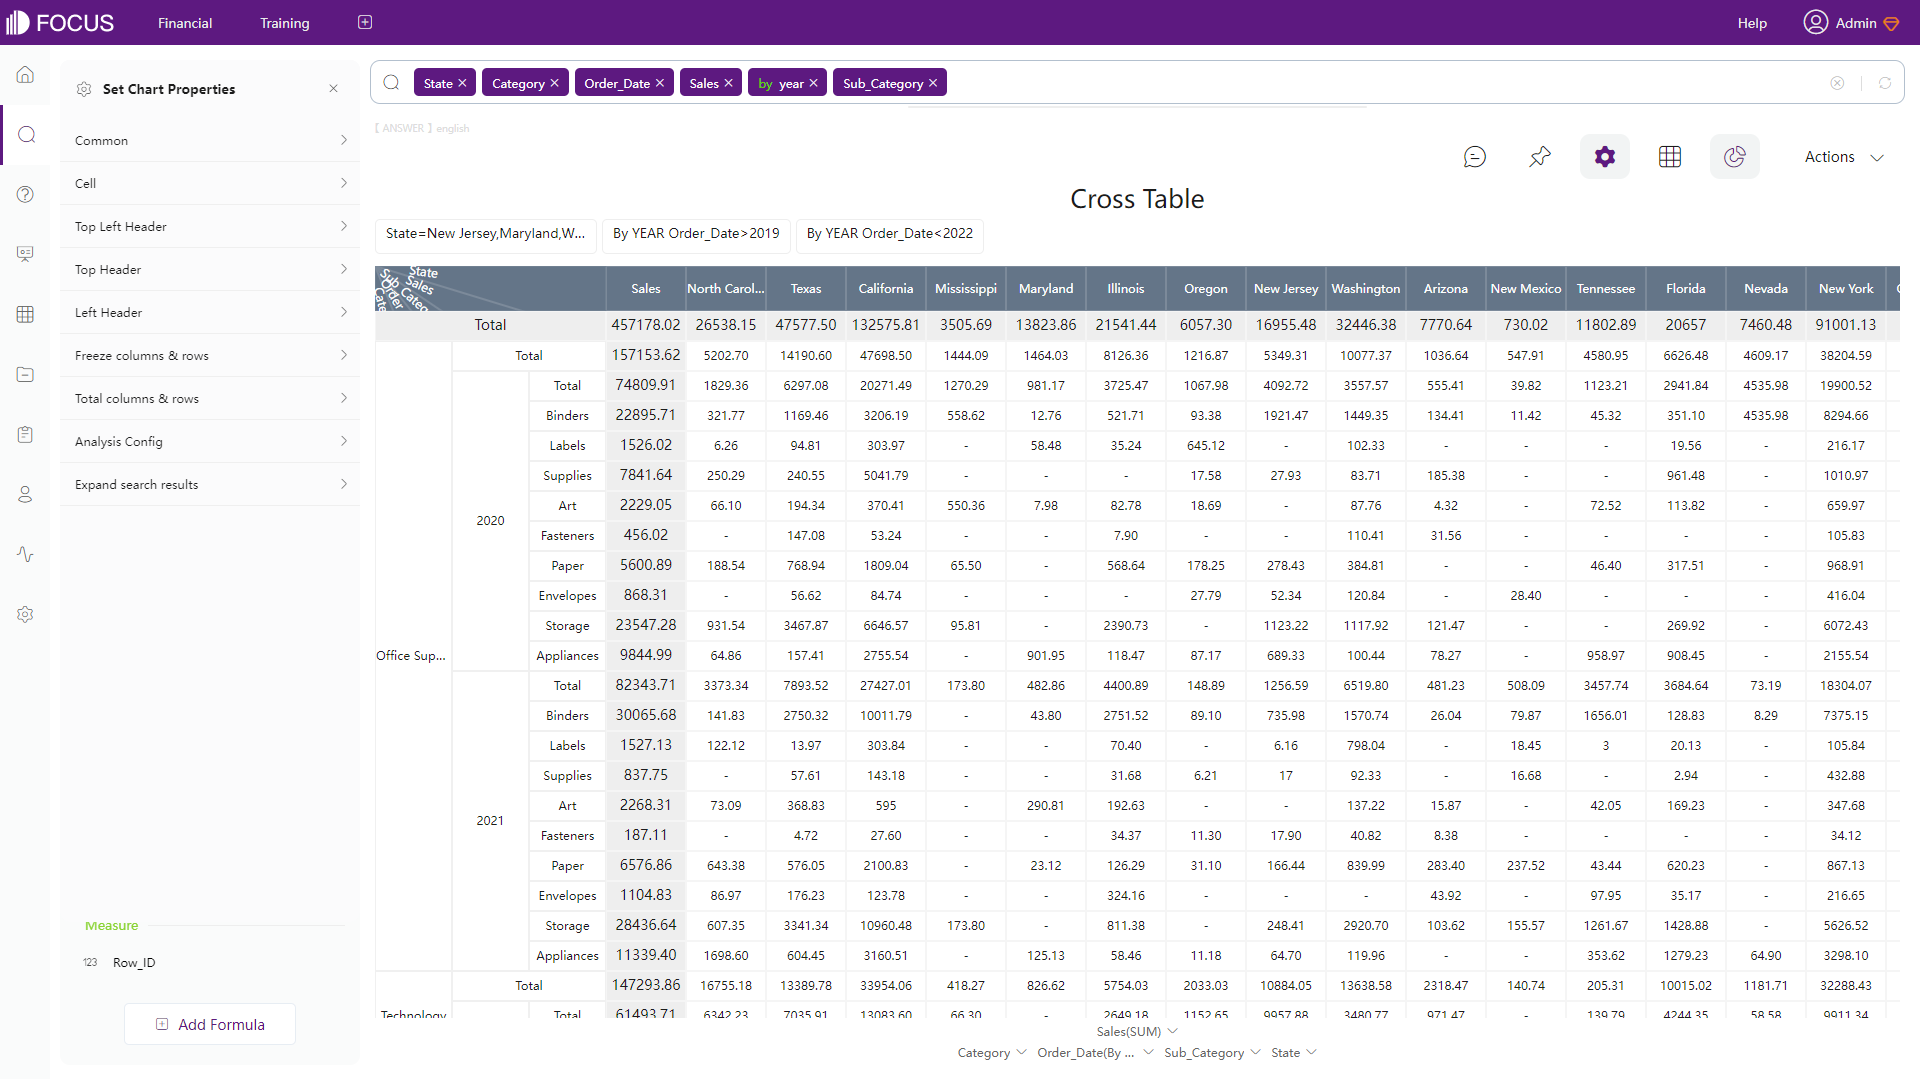 FOCUS Financial Training Help Admin
Set Chart Properties
Common
Cell
Top Left Header
Top Header
Left Header
Freeze columns & rows
Total columns & rows
Analysis Config
Expand search results
Measure
123 Row_ID
Add Formula
State × Category × Order_Date × Sales × by year × Sub_Category ×
【 ANSWER 】english
Actions
Cross Table
State=New Jersey,Maryland,W... By YEAR Order_Date>2019 By YEAR Order_Date<2022
State
Sales
Sub_Catego
Order
Cate
Sales North Carol... Texas California Mississippi Maryland Illinois Oregon New Jersey Washington Arizona New Mexico Tennessee Florida Nevada New York
Total 457178.02 26538.15 47577.50 132575.81 3505.69 13823.86 21541.44 6057.30 16955.48 32446.38 7770.64 730.02 11802.89 20657 7460.48 91001.13
Office Sup...
Total 157153.62 5202.70 14190.60 47698.50 1444.09 1464.03 8126.36 1216.87 5349.31 10077.37 1036.64 547.91 4580.95 6626.48 4609.17 38204.59
2020
Total 74809.91 1829.36 6297.08 20271.49 1270.29 981.17 3725.47 1067.98 4092.72 3557.57 555.41 39.82 1123.21 2941.84 4535.98 19900.52
Binders 22895.71 321.77 1169.46 3206.19 558.62 12.76 521.71 93.38 1921.47 1449.35 134.41 11.42 45.32 351.10 4535.98 8294.66
Labels 1526.02 6.26 94.81 303.97 - 58.48 35.24 645.12 - 102.33 - - - 19.56 - 216.17
Supplies 7841.64 250.29 240.55 5041.79 - - - 17.58 27.93 83.71 185.38 - - 961.48 - 1010.97
Art 2229.05 66.10 194.34 370.41 550.36 7.98 82.78 18.69 - 87.76 4.32 - 72.52 113.82 - 659.97
Fasteners 456.02 - 147.08 53.24 - - 7.90 - - 110.41 31.56 - - - - 105.83
Paper 5600.89 188.54 768.94 1809.04 65.50 - 568.64 178.25 278.43 384.81 - - 46.40 317.51 - 968.91
Envelopes 868.31 - 56.62 84.74 - - - 27.79 52.34 120.84 - 28.40 - - - 416.04
Storage 23547.28 931.54 3467.87 6646.57 95.81 - 2390.73 - 1123.22 1117.92 121.47 - - 269.92 - 6072.43
Appliances 9844.99 64.86 157.41 2755.54 - 901.95 118.47 87.17 689.33 100.44 78.27 - 958.97 908.45 - 2155.54
2021
Total 82343.71 3373.34 7893.52 27427.01 173.80 482.86 4400.89 148.89 1256.59 6519.80 481.23 508.09 3457.74 3684.64 73.19 18304.07
Binders 30065.68 141.83 2750.32 10011.79 - 43.80 2751.52 89.10 735.98 1570.74 26.04 79.87 1656.01 128.83 8.29 7375.15
Labels 1527.13 122.12 13.97 303.84 - - 70.40 - 6.16 798.04 - 18.45 3 20.13 - 105.84
Supplies 837.75 - 57.61 143.18 - - 31.68 6.21 17 92.33 - 16.68 - 2.94 - 432.88
Art 2268.31 73.09 368.83 595 - 290.81 192.63 - - 137.22 15.87 - 42.05 169.23 - 347.68
Fasteners 187.11 - 4.72 27.60 - - 34.37 11.30 17.90 40.82 8.38 - - - - 34.12
Paper 6576.86 643.38 576.05 2100.83 - 23.12 126.29 31.10 166.44 839.99 283.40 237.52 43.44 620.23 - 867.13
Envelopes 1104.83 86.97 176.23 123.78 - - 324.16 - - - 43.92 - 97.95 35.17 - 216.65
Storage 28436.64 607.35 3341.34 10960.48 173.80 - 811.38 - 248.41 2920.70 103.62 155.57 1261.67 1428.88 - 5626.52
Appliances 11339.40 1698.60 604.45 3160.51 - 125.13 58.46 11.18 64.70 119.96 - - 353.62 1279.23 64.90 3298.10
Total 147293.86 16755.18 13389.78 33954.06 418.27 826.62 5754.03 2033.03 10884.05 13638.58 2318.47 140.74 205.31 10015.02 1181.71 32288.43
Technology Total 61493.71 6342.23 7035.91 13083.60 66.30 - 2649.18 1152.65 9957.88 3480.77 971.47 - 139.79 4244.35 58.58 9911.34
Sales(SUM)
Category Order_Date(By ... Sub_Category State